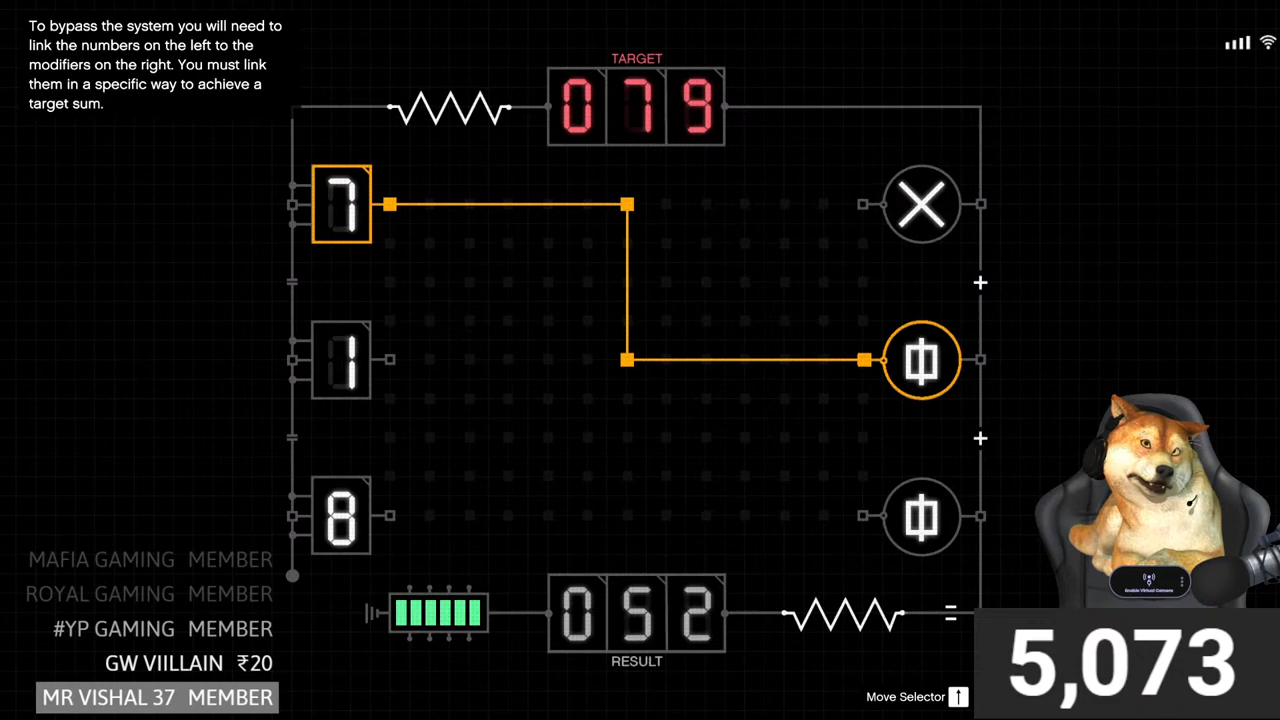 To bypass the system you will need to
link the numbers on the left to the
modifiers on the right. You must link
them in a specific way to achieve a
target sum.
TARGET
079
7
1
+
8
+
MAFIA GAMING MEMBER
ROYAL GAMING MEMBER
#YP GAMING MEMBER
GW VIILLAIN ₹20
MR VISHAL 37 MEMBER
052
=
RESULT
Enable Virtual Camera
5,073
Move Selector ↑